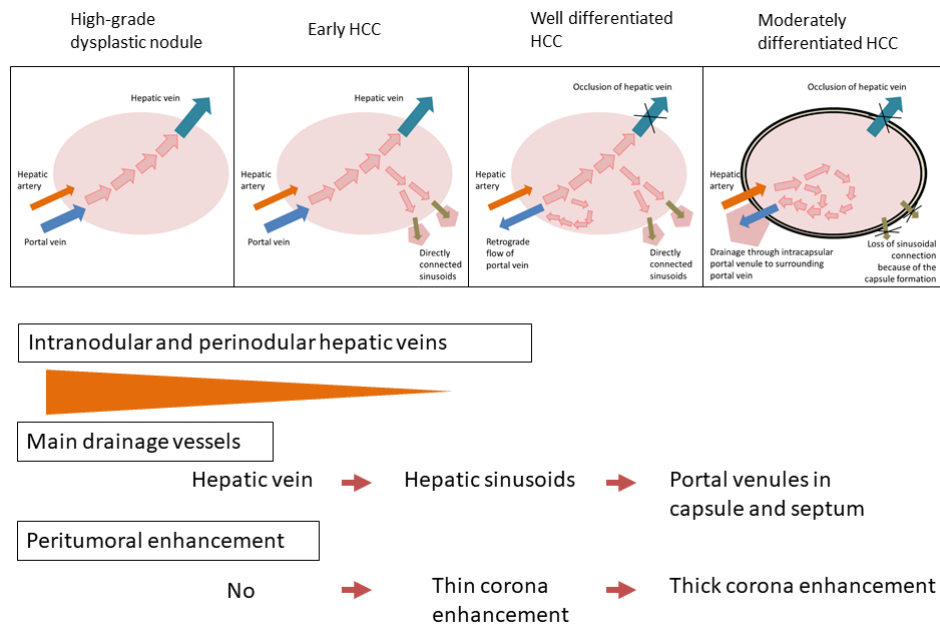 High-grade
dysplastic nodule
Early HCC
Well differentiated
HCC
Moderately
differentiated HCC
Hepatic vein
Hepatic
artery
Portal vein
Hepatic vein
Hepatic
artery
Portal vein
Directly
connected
sinusoids
Occlusion of hepatic vein
Hepatic
artery
Retrograde
flow of
portal vein
Directly
connected
sinusoids
Occlusion of hepatic vein
Hepatic
artery
Drainage through intracapsular
portal venule to surrounding
portal vein
Loss of sinusoidal
connection
because of the
capsule formation
Intranodular and perinodular hepatic veins
Main drainage vessels
Hepatic vein
Hepatic sinusoids
Portal venules in
capsule and septum
Peritumoral enhancement
No
Thin corona
enhancement
Thick corona enhancement